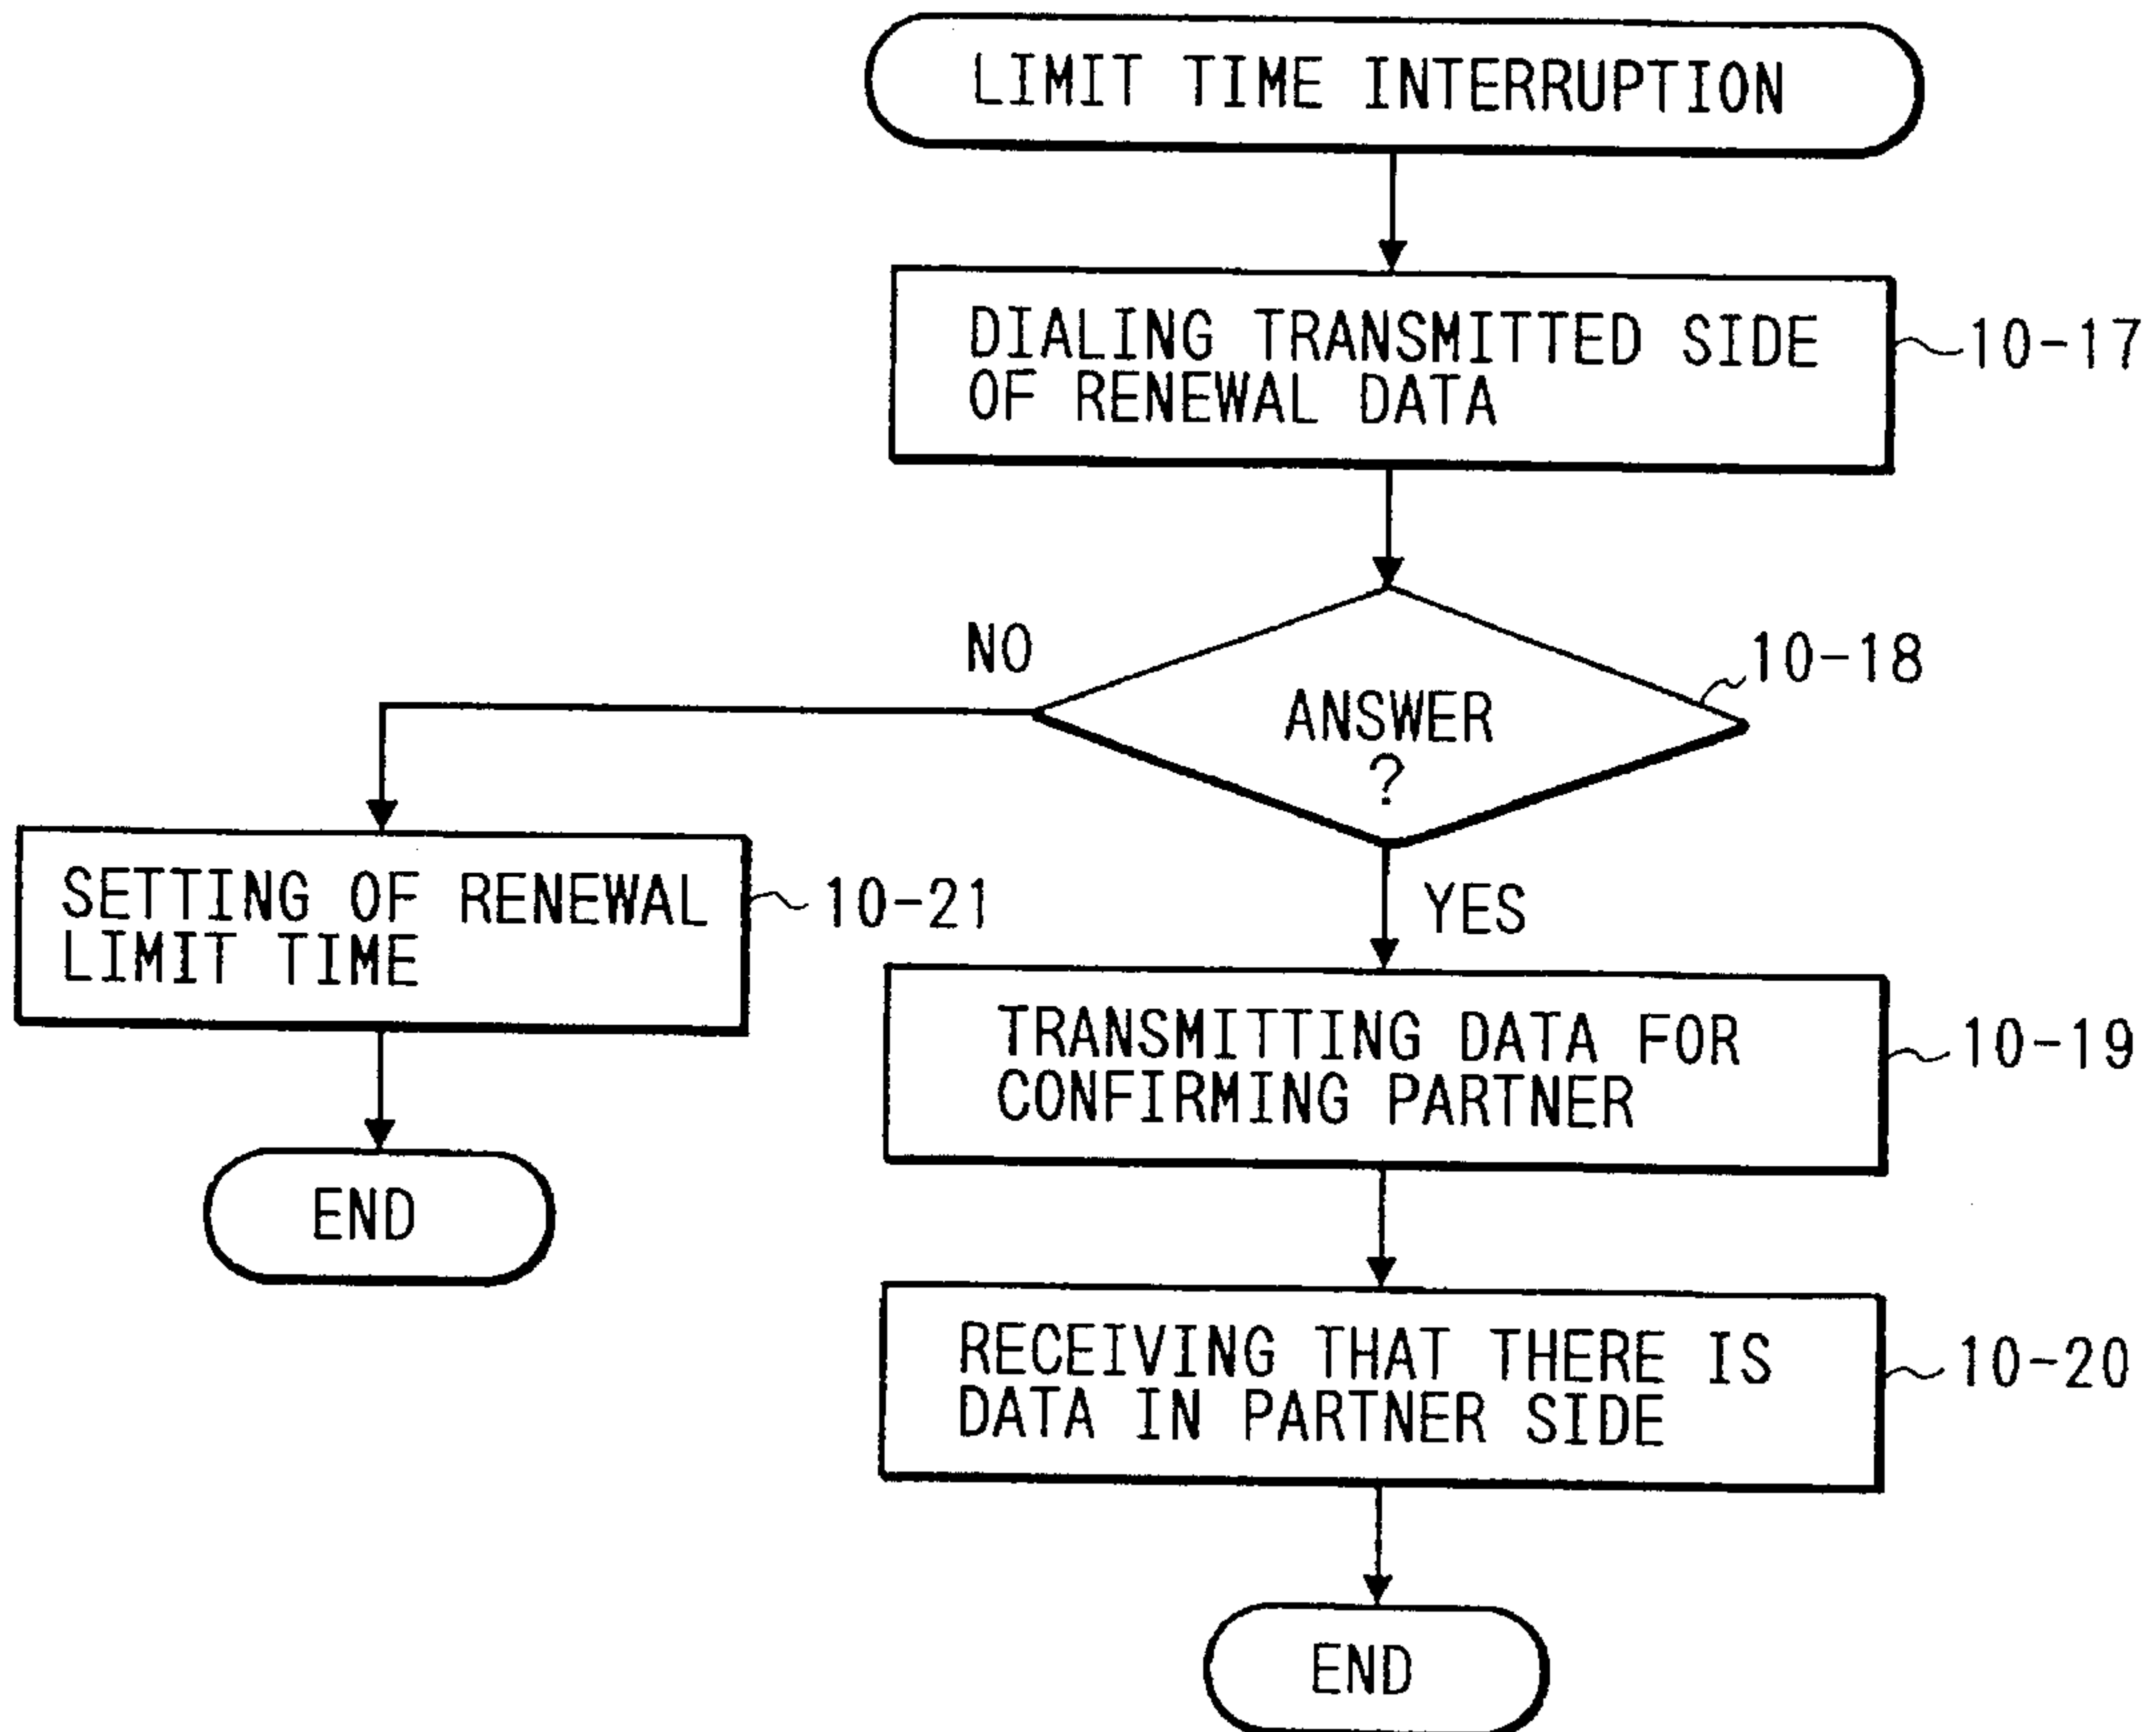 LIMIT TIME INTERRUPTION
DIALING TRANSMITTED SIDE
OF RENEWAL DATA
10-17
NO
10-18
ANSWER
?
SETTING OF RENEWAL
LIMIT TIME
10-21
YES
TRANSMITTING DATA FOR
CONFIRMING PARTNER
10-19
END
RECEIVING THAT THERE IS
DATA IN PARTNER SIDE
10-20
END